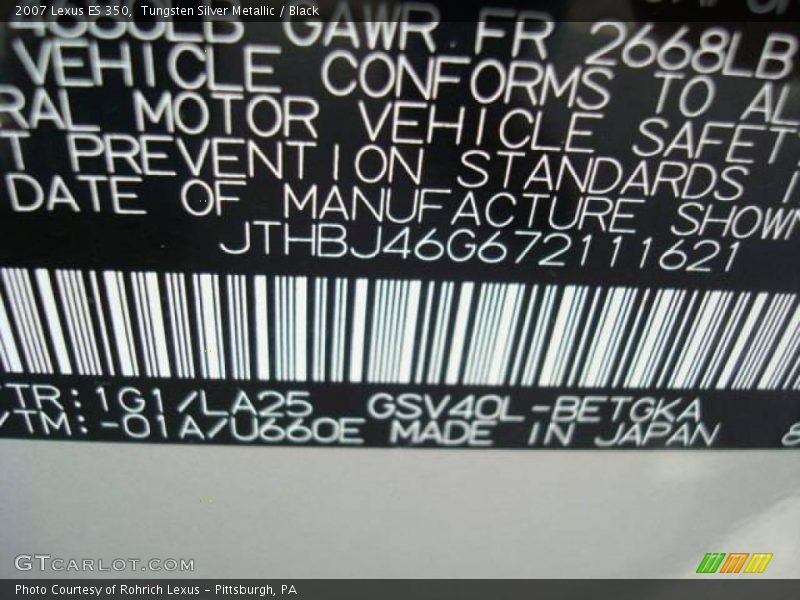 2007 Lexus ES 350, Tungsten Silver Metallic / Black
GAWR FR 2668LB
VEHICLE CONFORMS TO AL
RAL MOTOR VEHICLE SAFET
T PREVENTION STANDARDS I
DATE OF MANUFACTURE SHOW
JTHBJ46G672111621
TR:1G1/LA25 GSV40L-BETGKA
/TM:-01A/U660E MADE IN JAPAN
GTCARLOT.COM
Photo Courtesy of Rohrich Lexus – Pittsburgh, PA